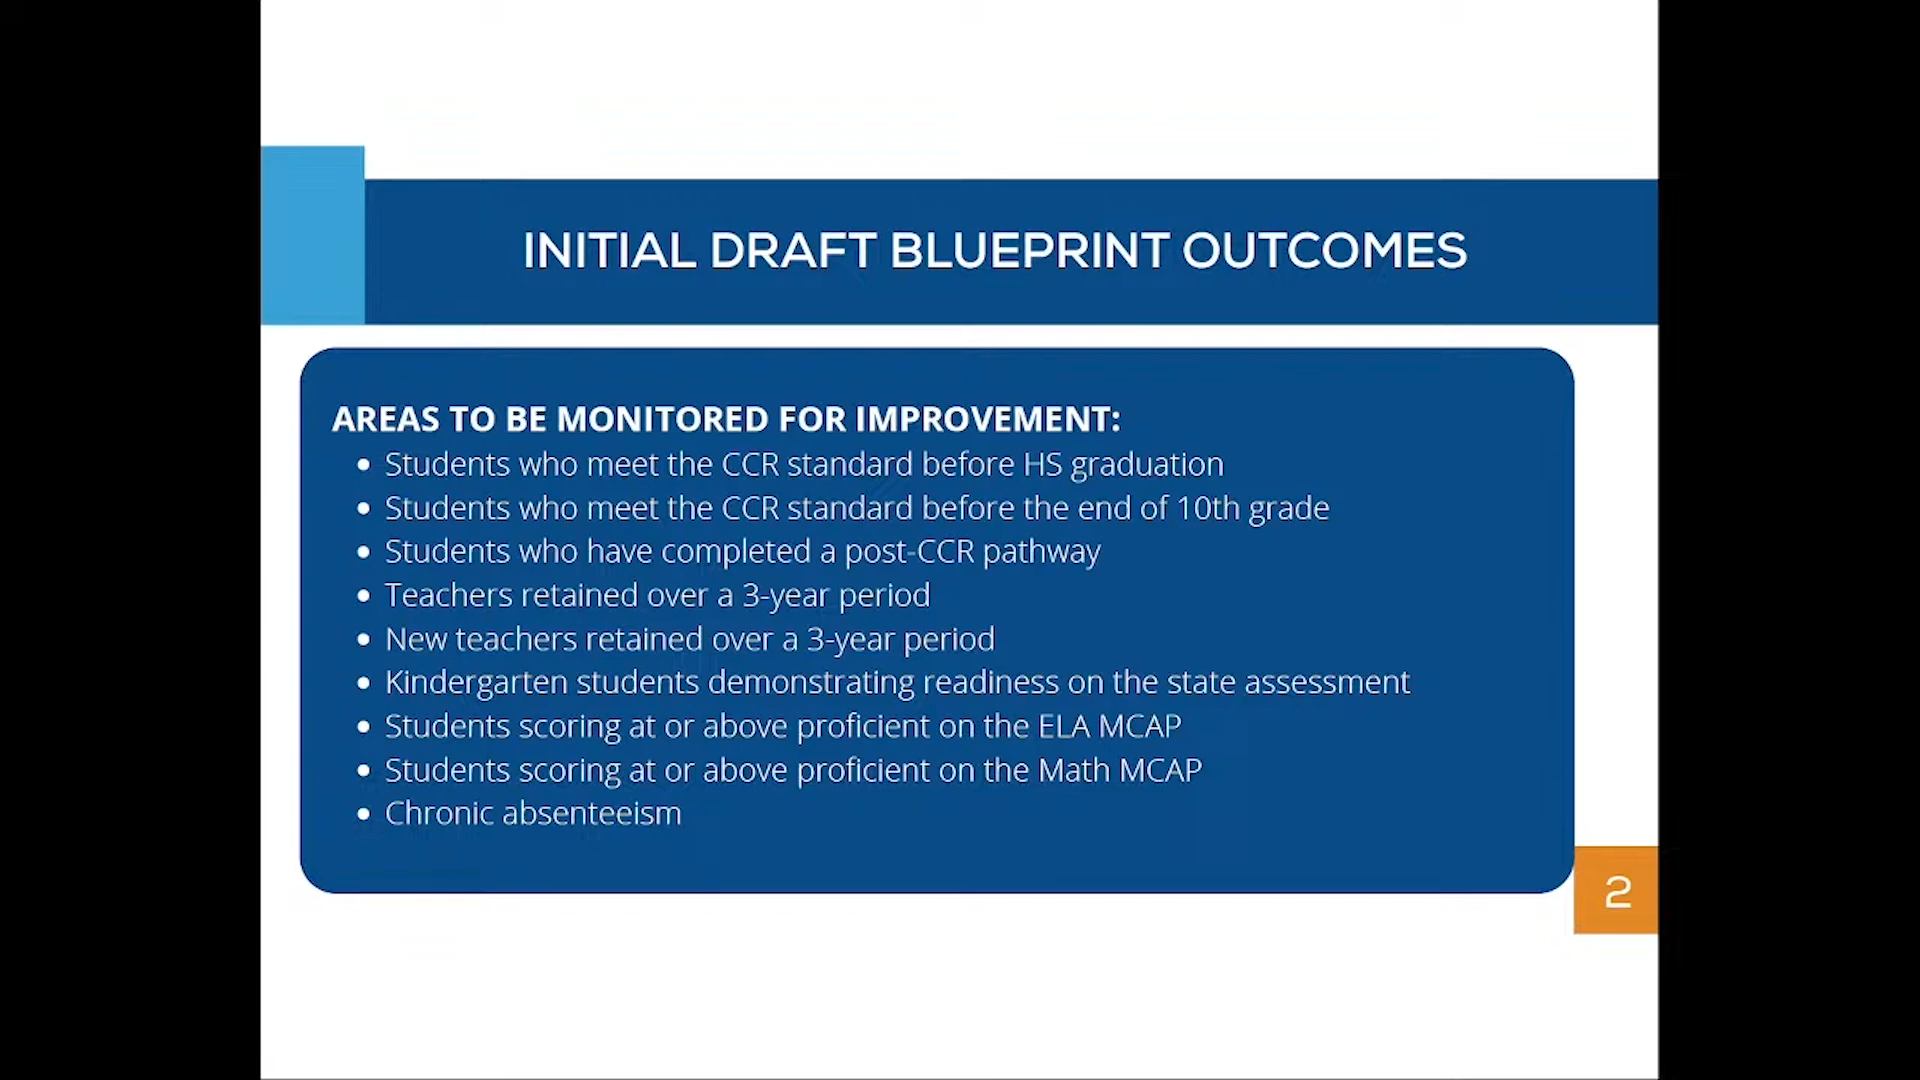 INITIAL DRAFT BLUEPRINT OUTCOMES
AREAS TO BE MONITORED FOR IMPROVEMENT:
• Students who meet the CCR standard before HS graduation
• Students who meet the CCR standard before the end of 10th grade
• Students who have completed a post-CCR pathway
• Teachers retained over a 3-year period
• New teachers retained over a 3-year period
• Kindergarten students demonstrating readiness on the state assessment
• Students scoring at or above proficient on the ELA MCAP
• Students scoring at or above proficient on the Math MCAP
• Chronic absenteeism
2